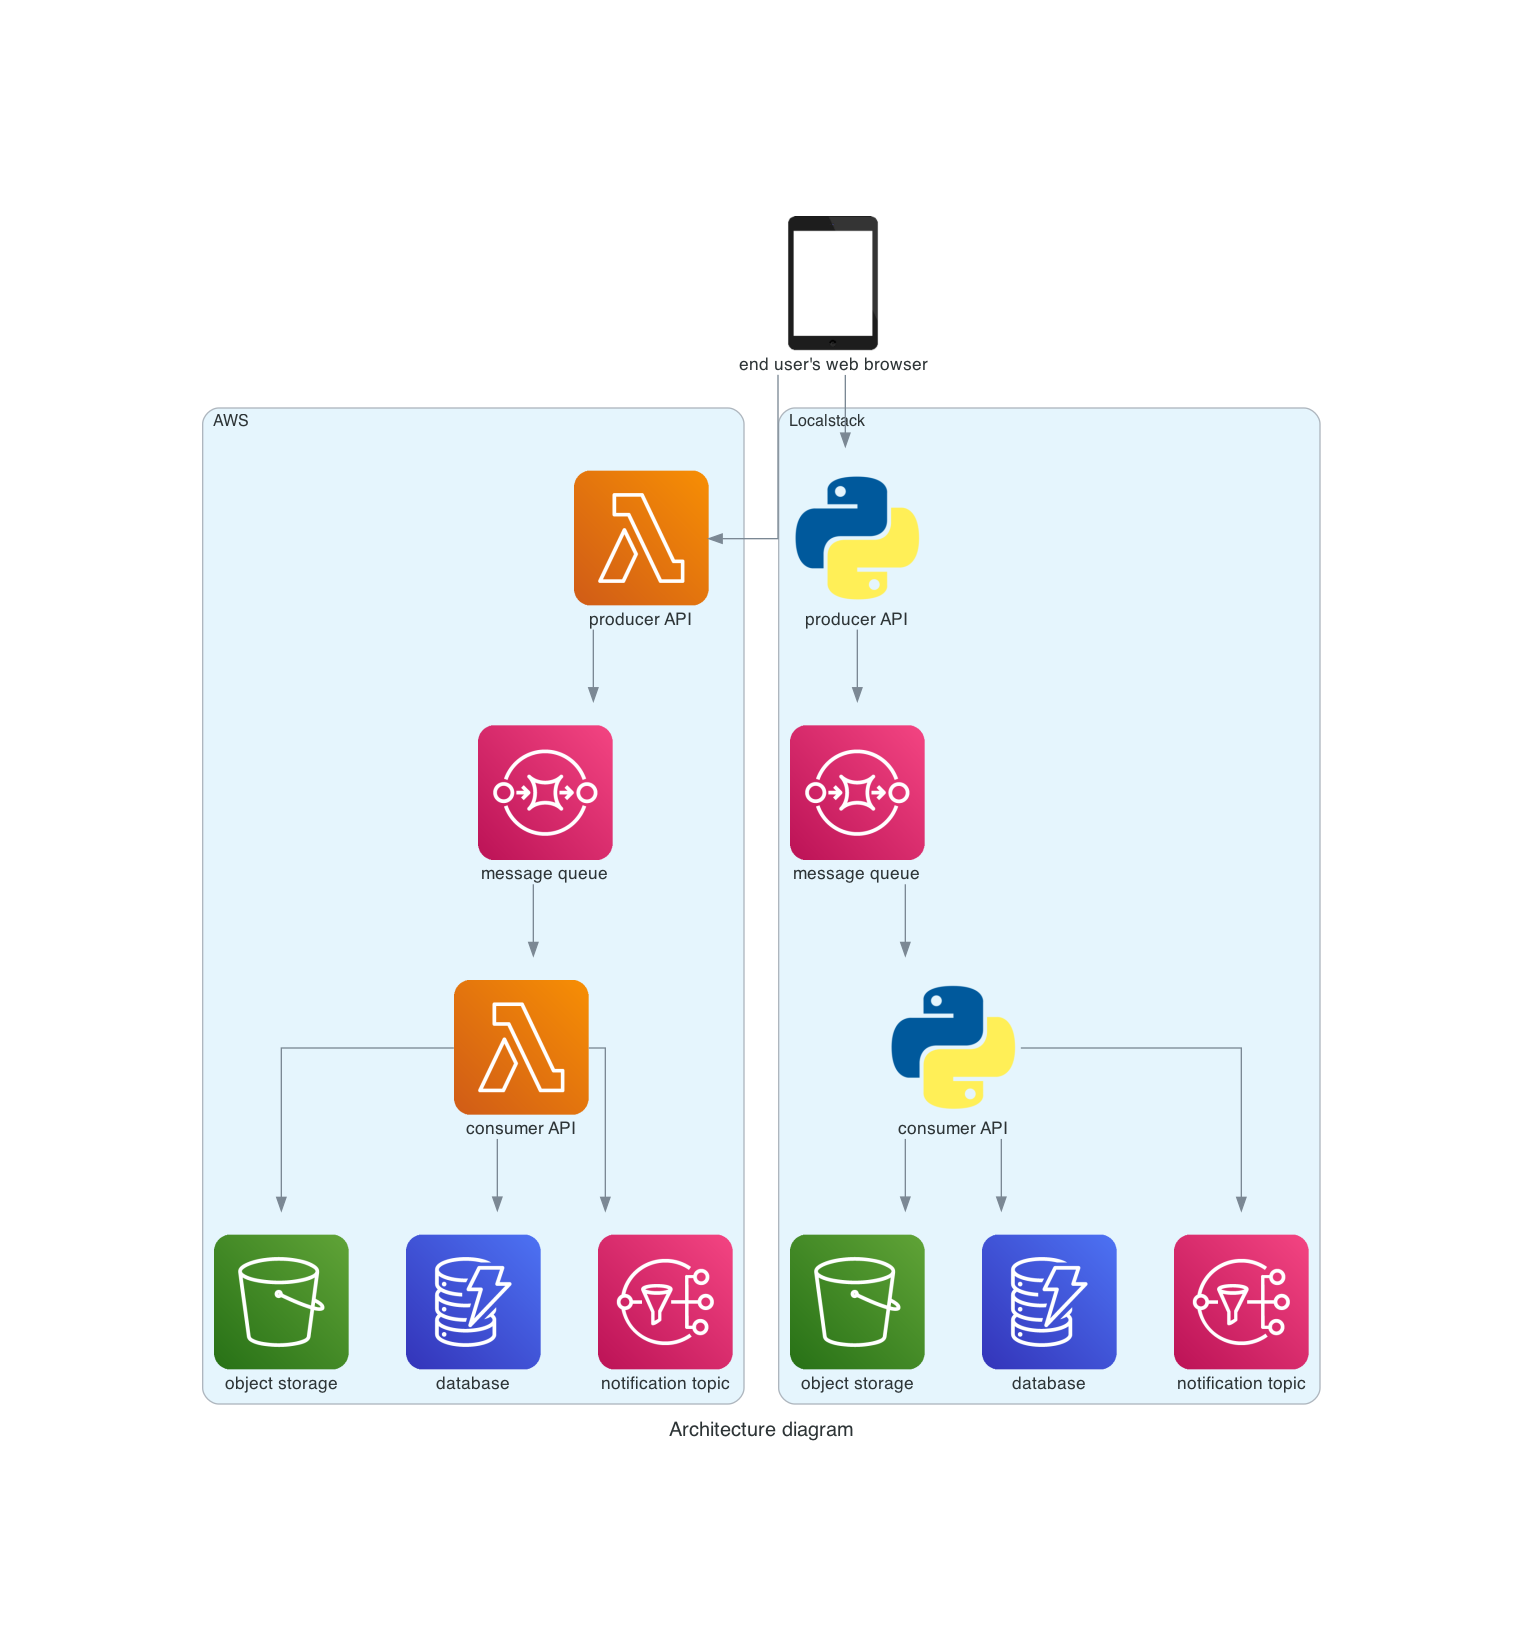 end user's web browser
AWS
Localstack
producer API
producer API
message queue
message queue
consumer API
consumer API
object storage
database
notification topic
object storage
database
notification topic
Architecture diagram